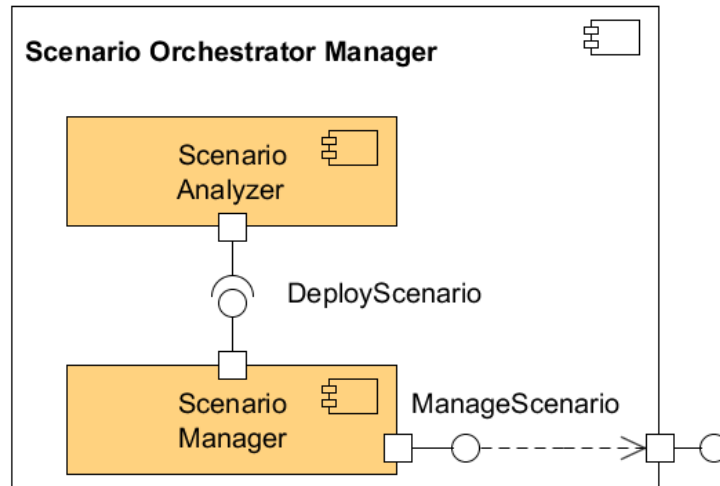 Scenario Orchestrator Manager
Scenario
Analyzer
DeployScenario
Scenario
Manager
ManageScenario